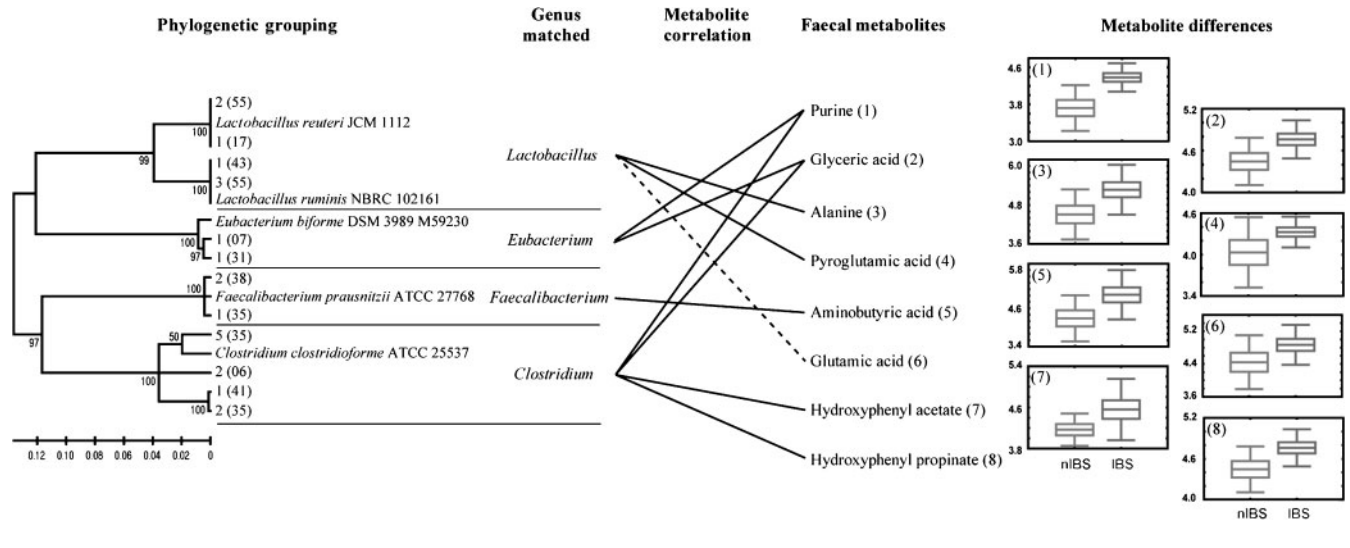 Phylogenetic grouping
Genus matched
Metabolite correlation
Faecal metabolites
Metabolite differences
2 (55)
Lactobacillus reuteri JCM 1112
1 (17)
1 (43)
3 (55)
Lactobacillus ruminis NBRC 102161
Eubacterium biforme DSM 3989 M59230
1 (07)
1 (31)
2 (38)
Faecalibacterium prausnitzii ATCC 27768
1 (35)
5 (35)
Clostridium clostridioforme ATCC 25537
2 (06)
1 (41)
2 (35)
100
99
100
100
97
100
97
50
100
100
0.12 0.10 0.08 0.06 0.04 0.02 0
Lactobacillus
Eubacterium
Faecalibacterium
Clostridium
Purine (1)
Glyceric acid (2)
Alanine (3)
Pyroglutamic acid (4)
Aminobutyric acid (5)
Glutamic acid (6)
Hydroxyphenyl acetate (7)
Hydroxyphenyl propinate (8)
(1)
4.6
3.8
3.0
(2)
5.2
4.6
4.0
(3)
6.0
4.8
3.6
(4)
4.6
4.0
3.4
(5)
5.8
4.6
3.4
(6)
5.2
4.4
3.6
(7)
5.4
4.6
3.8
nIBS IBS
(8)
5.2
4.6
4.0
nIBS IBS